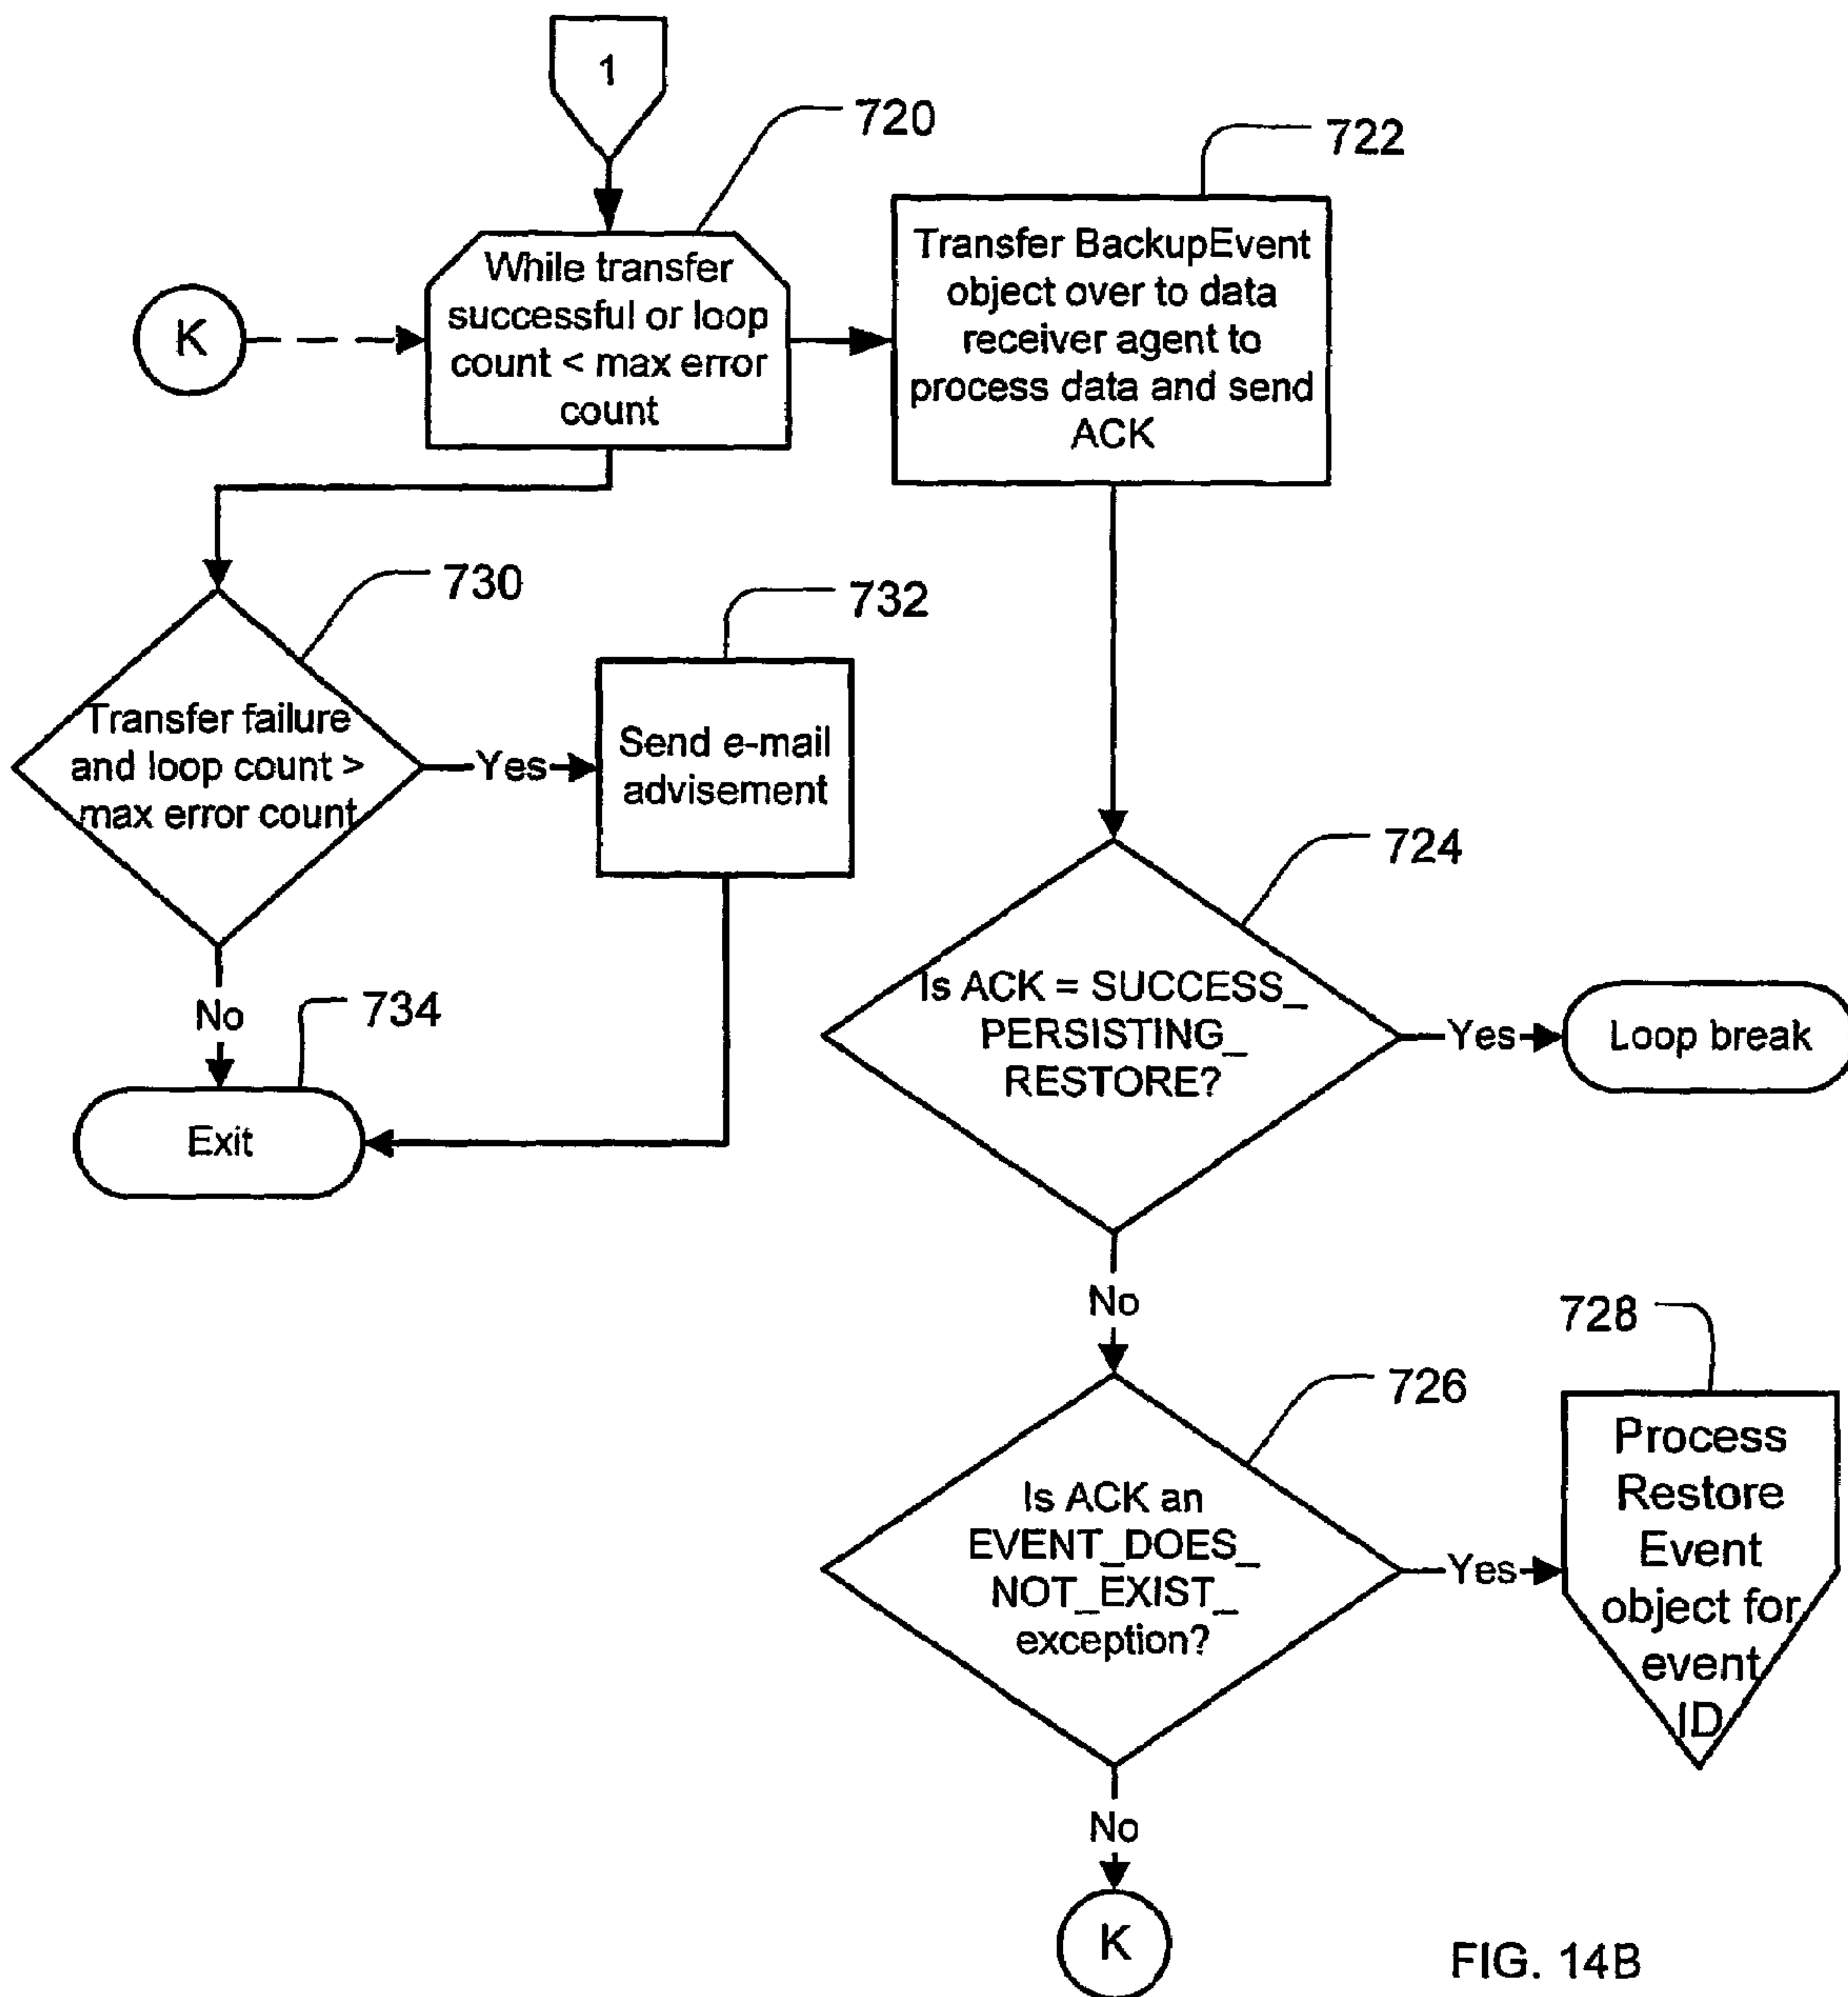 1
720
722
While transfer
successful or loop
count < max error
count
K
Transfer BackupEvent
object over to data
receiver agent to
process data and send
ACK
730
732
Transfer failure
and loop count >
max error count
Yes
Send e-mail
advisement
No
734
Exit
724
Is ACK = SUCCESS_
PERSISTING_
RESTORE?
Yes
Loop break
No
726
728
Is ACK an
EVENT_DOES_
NOT_EXIST_
exception?
Yes
Process
Restore
Event
object for
event
ID
No
K
FIG. 14B